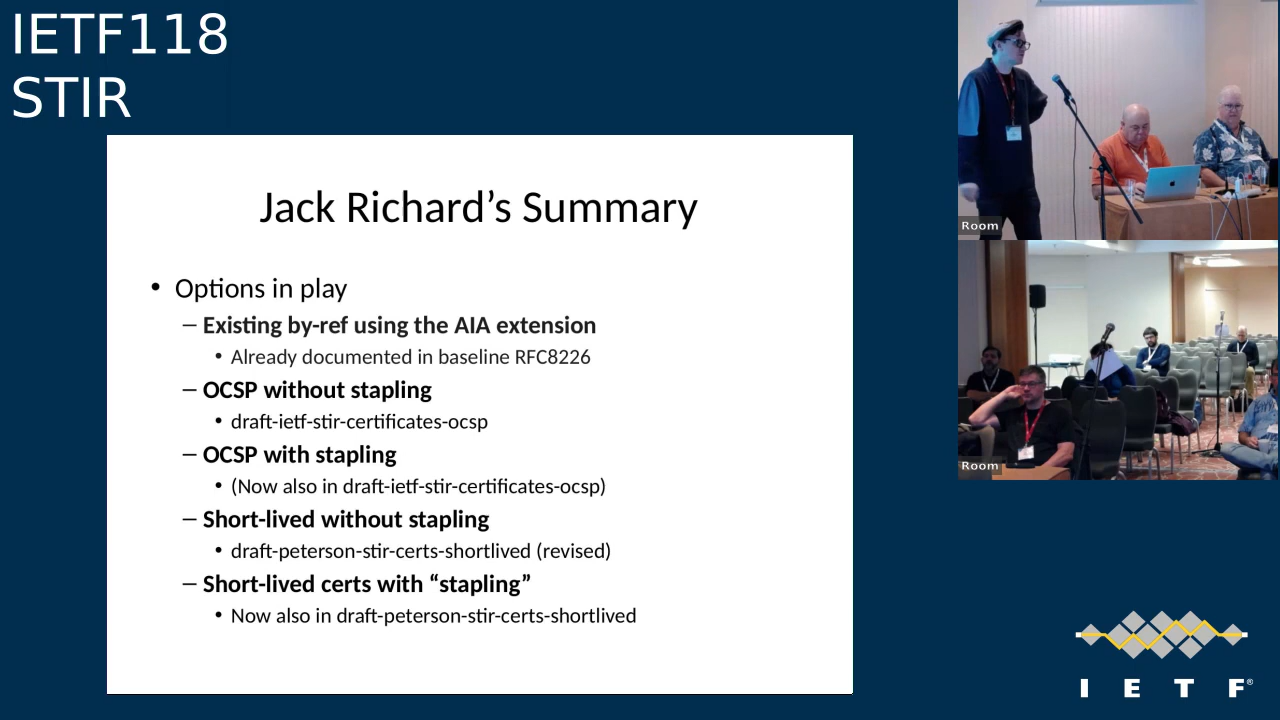 IETF118
STIR
Jack Richard’s Summary
• Options in play
– Existing by-ref using the AIA extension
• Already documented in baseline RFC8226
– OCSP without stapling
• draft-ietf-stir-certificates-ocsp
– OCSP with stapling
• (Now also in draft-ietf-stir-certificates-ocsp)
– Short-lived without stapling
• draft-peterson-stir-certs-shortlived (revised)
– Short-lived certs with “stapling”
• Now also in draft-peterson-stir-certs-shortlived
Room
Room
I E T F®